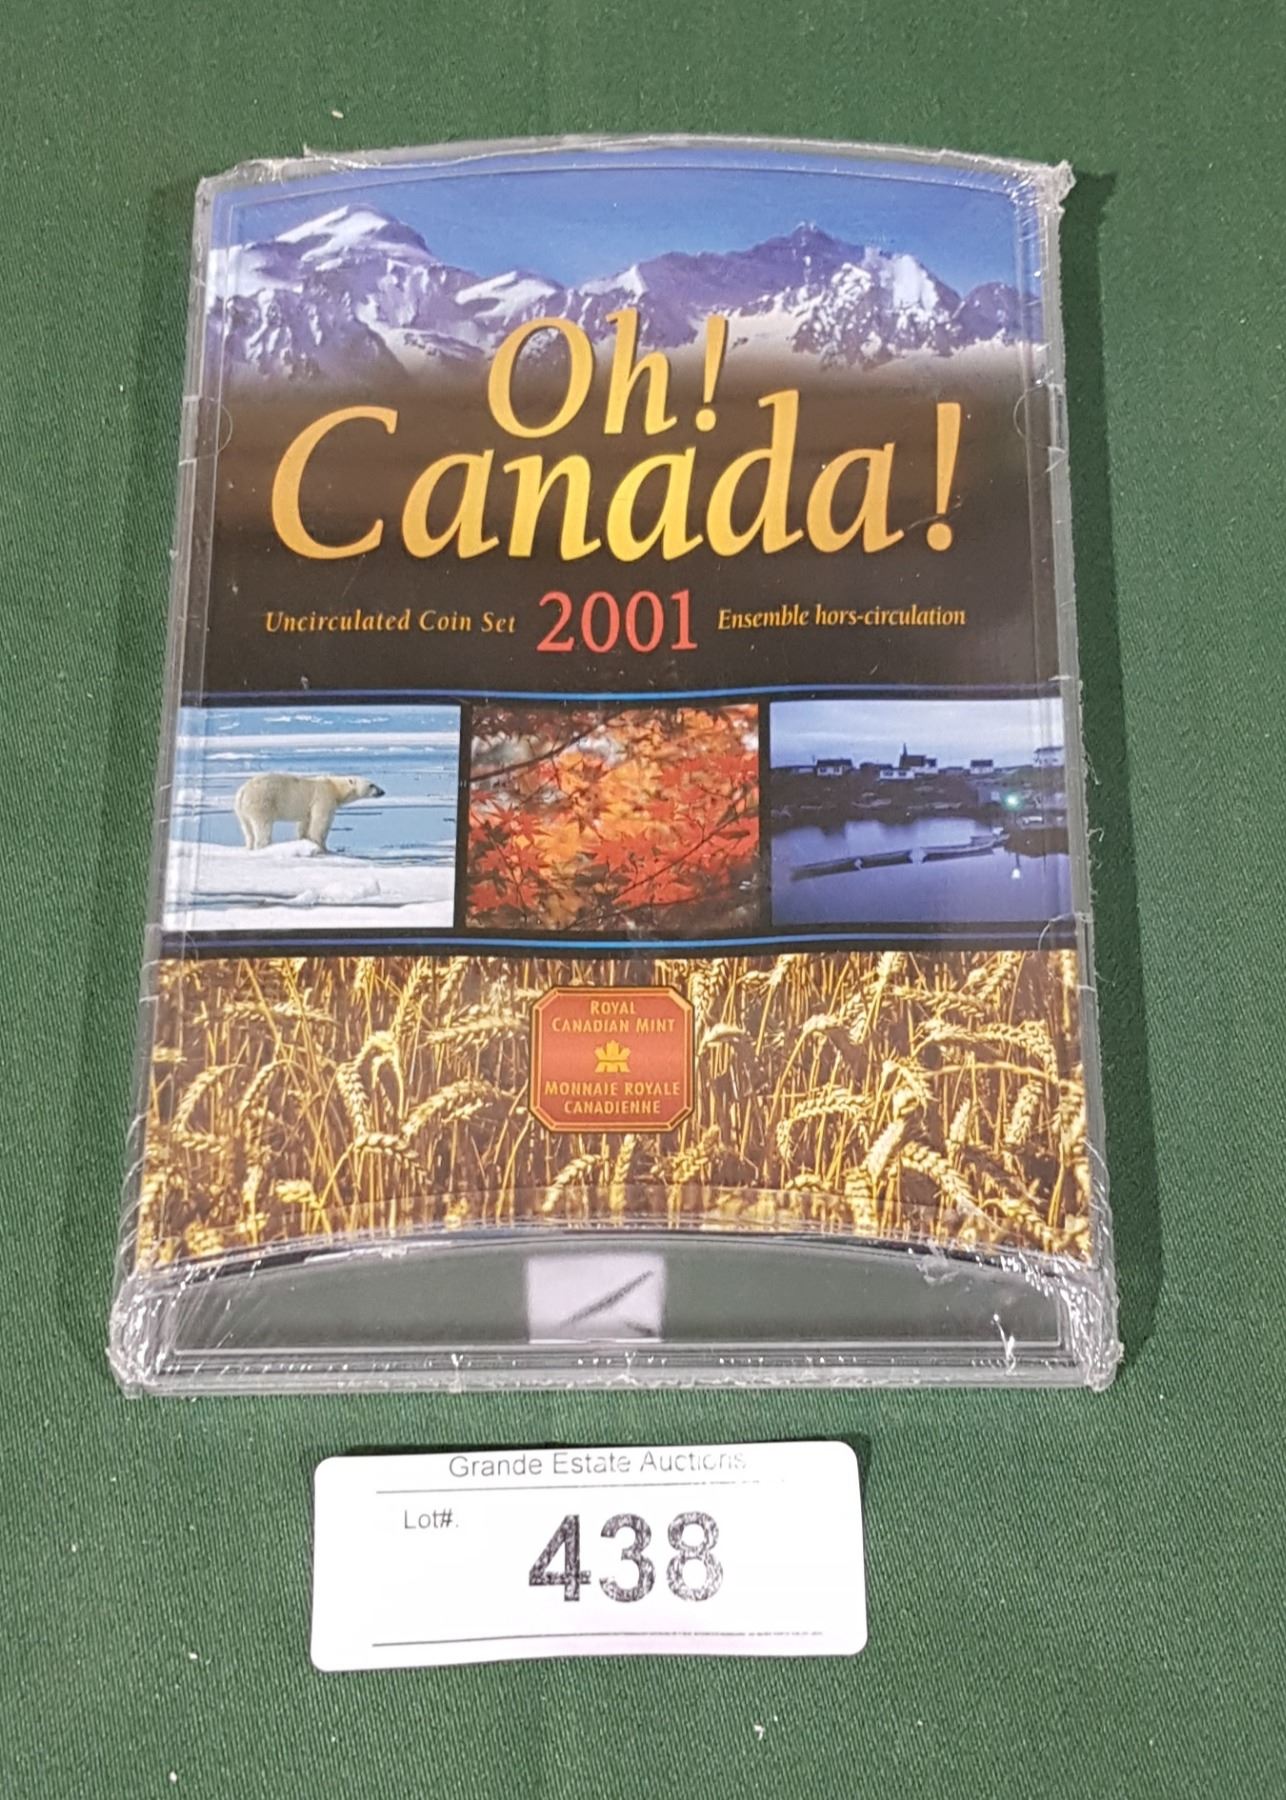 Oh!
Canada!
Uncirculated Coin Set 2001 Ensemble hors-circulation
ROYAL
CANADIAN MINT
MONNAIE ROYALE
CANADIENNE
Grande Estate Auctions
Lot#. 438